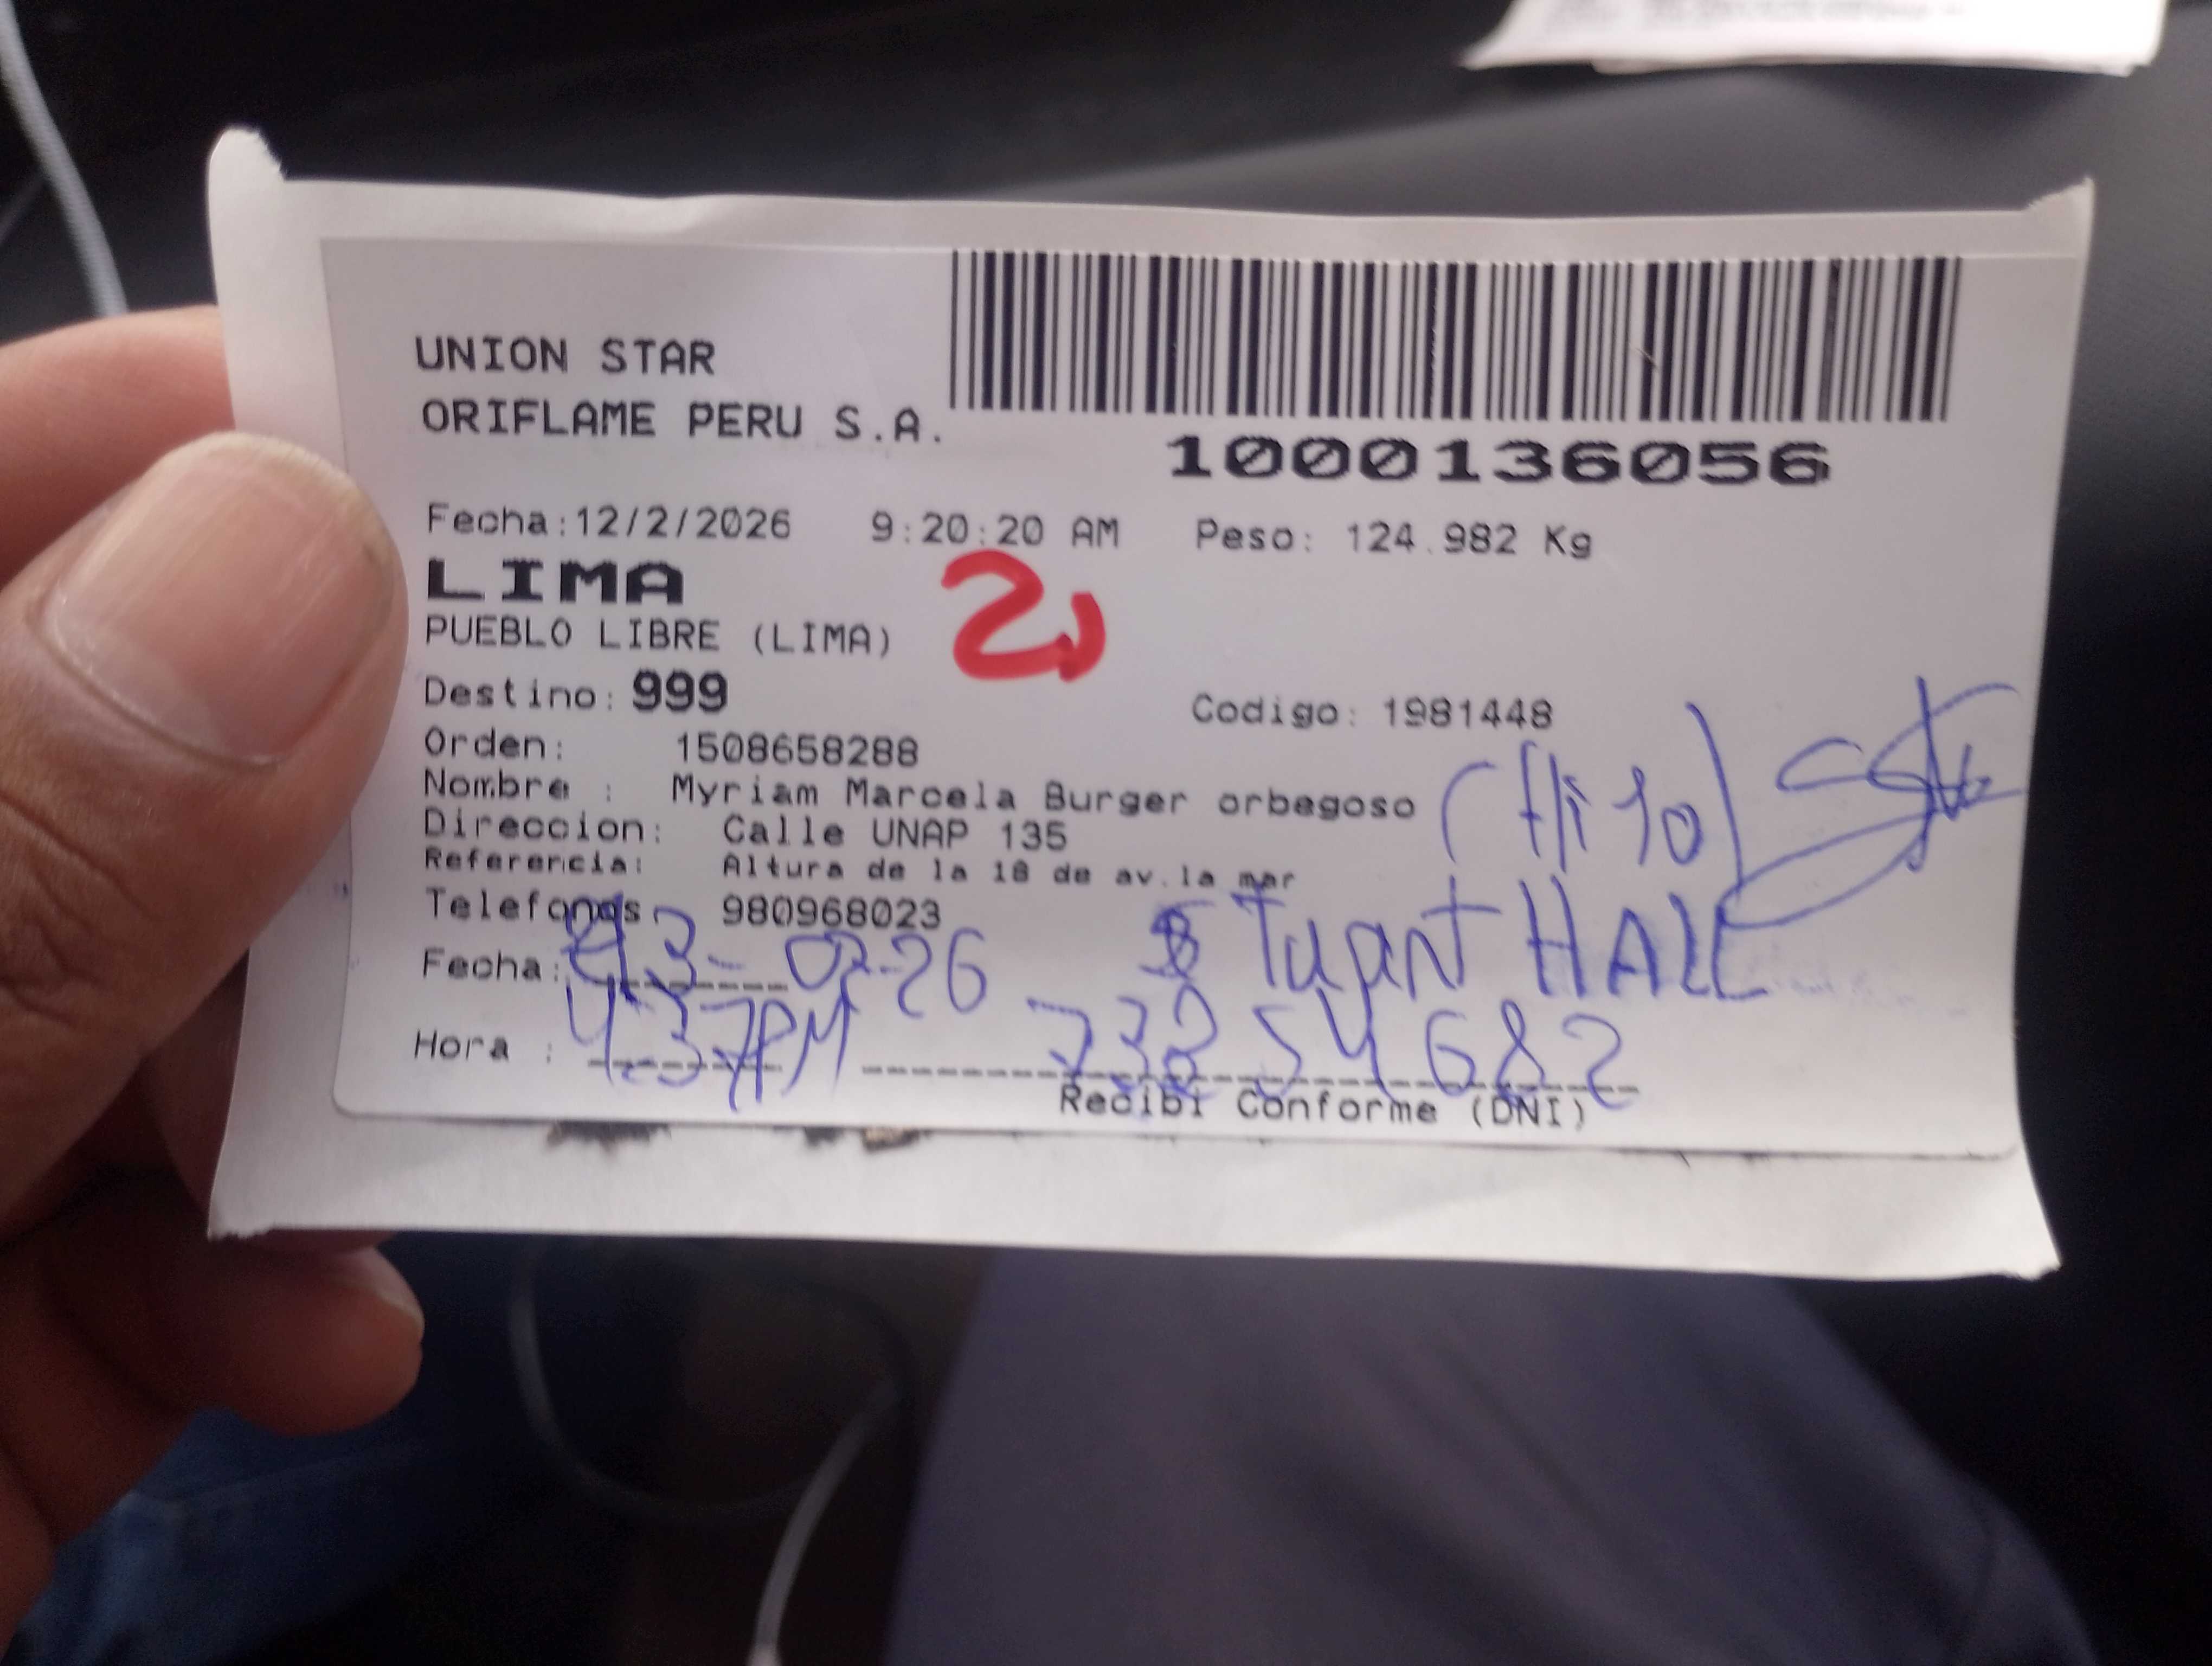 UNION STAR
ORIFLAME PERU S.A.
1000136056
Fecha:12/2/2026 9:20:20 AM Peso: 124.982 Kg
LIMA
2
PUEBLO LIBRE (LIMA)
Destino: 999 Codigo: 1981448
Orden: 1508658288
Nombre : Myriam Marcela Burger orbegoso
Direccion: Calle UNAP 135
Referencia: Altura de la 18 de av.la mar
Telefonos: 980968023
Fecha: 13-02-26 Stuart HALL
Hora : 4:37PM
Recibi Conforme (DNI)